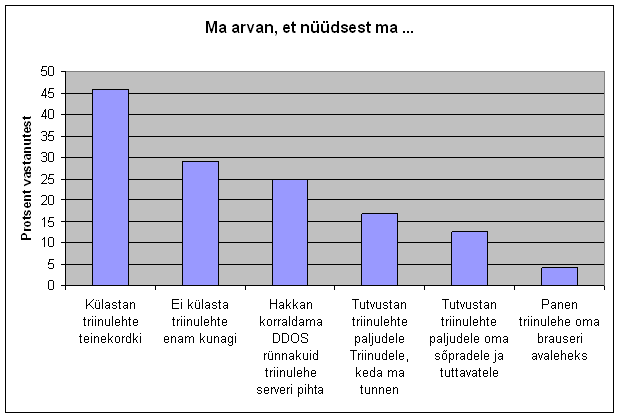 Ma arvan, et nüüdsest ma ...
Protsent vastanutest
50
45
40
35
30
25
20
15
10
5
0
Külastan
triinulehte
teinekordki
Ei külasta
triinulehte
enam kunagi
Hakkan
korraldama
DDOS
rünnakuid
triinulehe
serveri pihta
Tutvustan
triinulehte
paljudele
Triinudele,
keda ma
tunnen
Tutvustan
triinulehte
paljudele oma
sõpradele ja
tuttavatele
Panen
triinulehe oma
brauseri
avaleheks